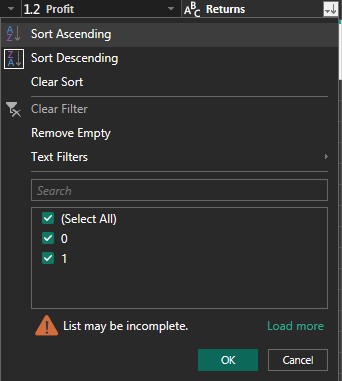 1.2 Profit ABC Returns
Sort Ascending
Sort Descending
Clear Sort
Clear Filter
Remove Empty
Text Filters
Search
(Select All)
0
1
List may be incomplete. Load more
OK Cancel